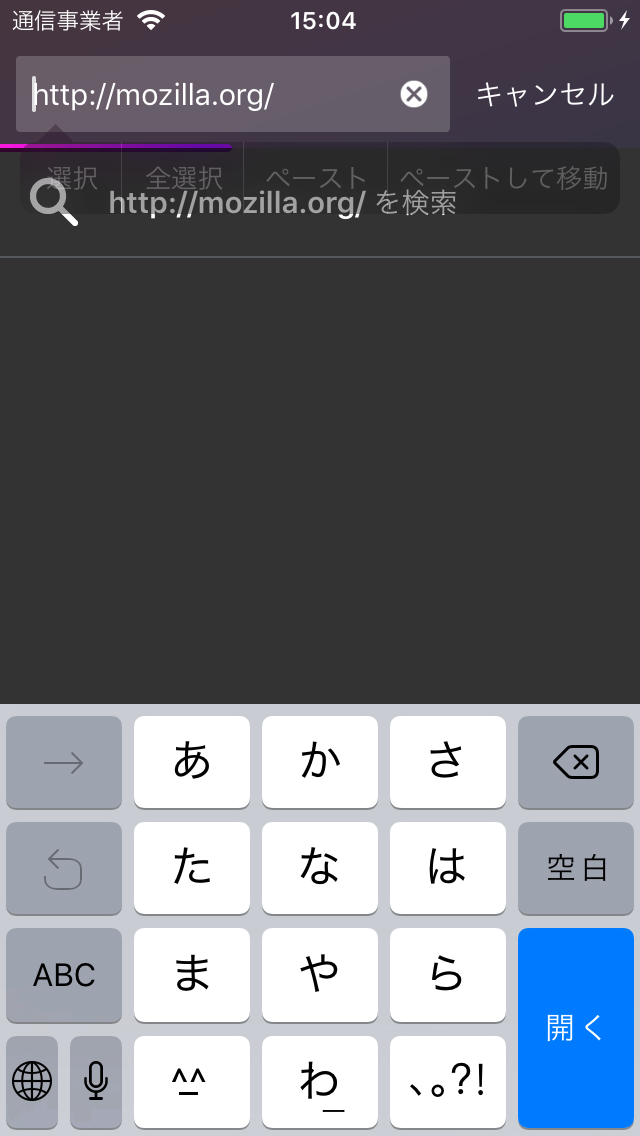 通信事業者 15:04
http://mozilla.org/ キャンセル
選択 全選択 ペースト ペーストして移動
http://mozilla.org/ を検索
→ あ か さ
た な は 空白
ABC ま や ら 開く
^^ わ 、。?!